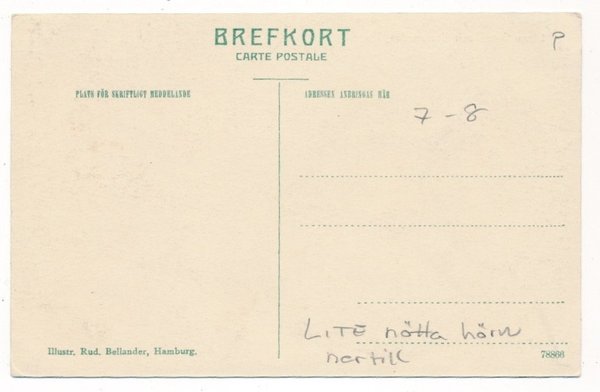 BREFKORT
CARTE POSTALE
P
PLATS FÖR SKRIFTLIGT MEDDELANDE
ADRESSEN ANBRINGAS HÄR
7-8
LITE nötta hörn
nertill
Illustr. Rud. Bellander, Hamburg.
78866